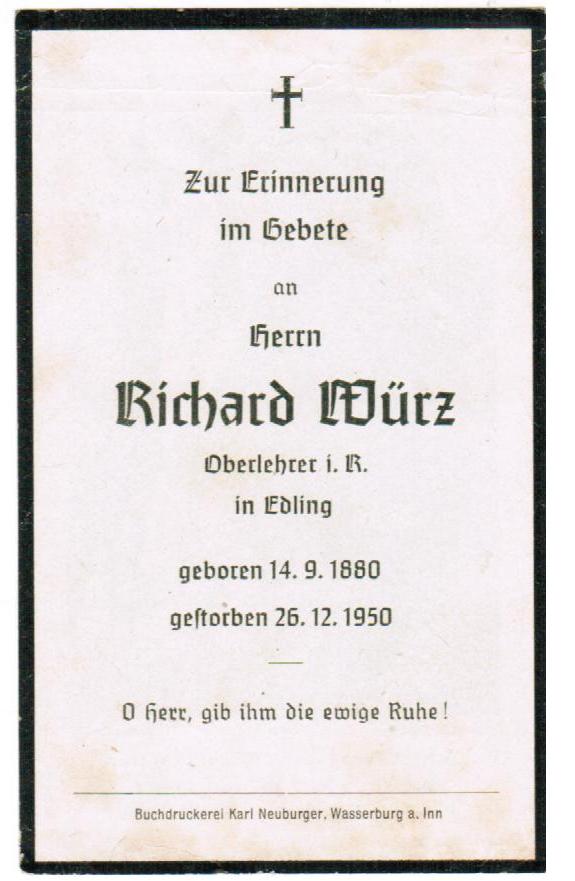 Zur Erinnerung
im Gebete
an
Herrn
Richard Würz
Oberlehrer i. R.
in Edling
geboren 14. 9. 1880
geſtorben 26. 12. 1950
O Herr, gib ihm die ewige Ruhe!
Buchdruckerei Karl Neuburger, Wasserburg a. Inn